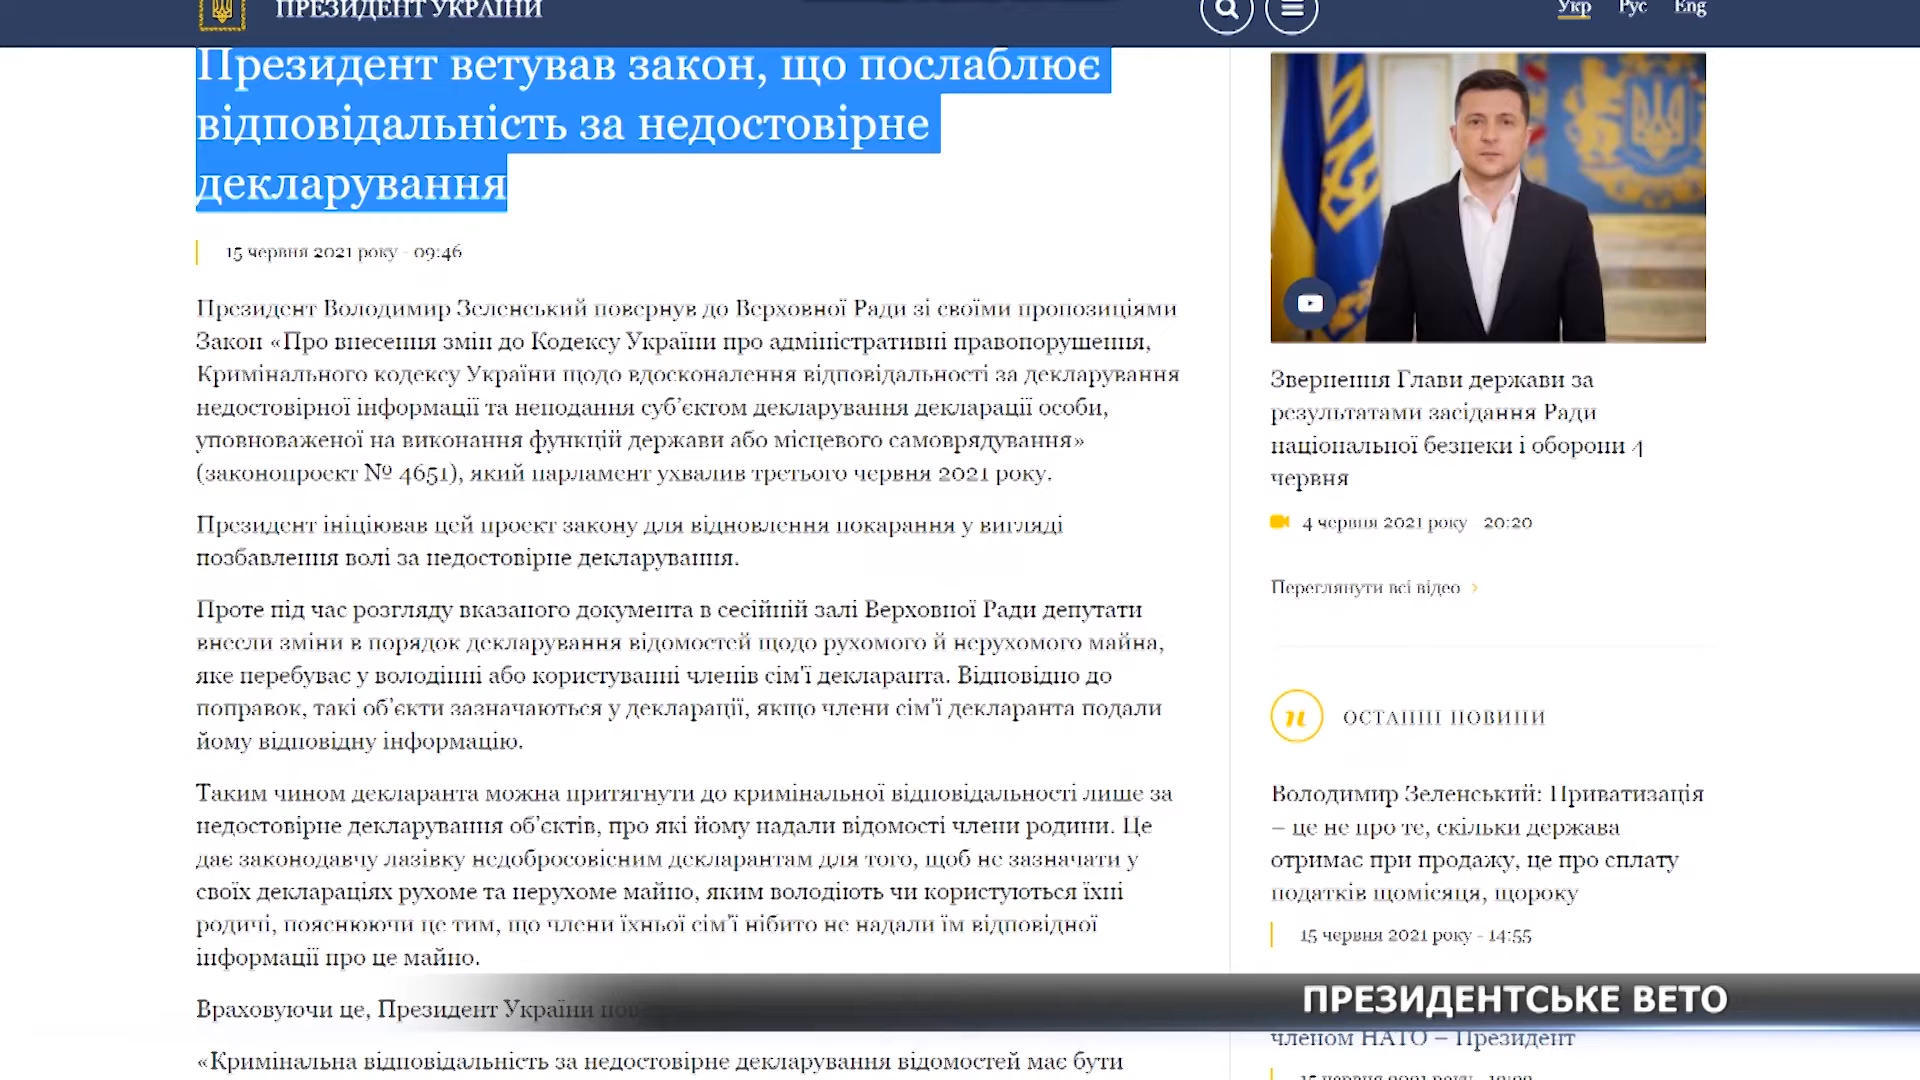 ПРЕЗИДЕНТ УКРАЇНИ
Укр Рус Eng
Президент ветував закон, що послаблює
відповідальність за недостовірне
декларування
15 червня 2021 року - 09:46
Президент Володимир Зеленський повернув до Верховної Ради зі своїми пропозиціями
Закон «Про внесення змін до Кодексу України про адміністративні правопорушення,
Кримінального кодексу України щодо вдосконалення відповідальності за декларування
недостовірної інформації та неподання суб’єктом декларування декларації особи,
уповноваженої на виконання функцій держави або місцевого самоврядування»
(законопроєкт № 4651), який парламент ухвалив третього червня 2021 року.
Президент ініціював цей проєкт закону для відновлення покарання у вигляді
позбавлення волі за недостовірне декларування.
Проте під час розгляду вказаного документа в сесійній залі Верховної Ради депутати
внесли зміни в порядок декларування відомостей щодо рухомого й нерухомого майна,
яке перебуває у володінні або користуванні членів сім'ї декларанта. Відповідно до
поправок, такі об’єкти зазначаються у декларації, якщо члени сім’ї декларанта подали
йому відповідну інформацію.
Таким чином декларанта можна притягнути до кримінальної відповідальності лише за
недостовірне декларування об’єктів, про які йому надали відомості члени родини. Це
дає законодавчу лазівку недобросовісним декларантам для того, щоб не зазначати у
своїх деклараціях рухоме та нерухоме майно, яким володіють чи користуються їхні
родичі, пояснюючи це тим, що члени їхньої сім'ї нібито не надали їм відповідної
інформації про це майно.
Враховуючи це, Президент України пов
«Кримінальна відповідальність за недостовірне декларування відомостей має бути
Звернення Глави держави за
результатами засідання Ради
національної безпеки і оборони 4
червня
4 червня 2021 року 20:20
Переглянути всі відео
ОСТАННІ НОВИНИ
Володимир Зеленський: Приватизація
– це не про те, скільки держава
отримає при продажу, це про сплату
податків щомісяця, щороку
15 червня 2021 року - 14:55
ПРЕЗИДЕНТСЬКЕ ВЕТО
членом НАТО – Президент